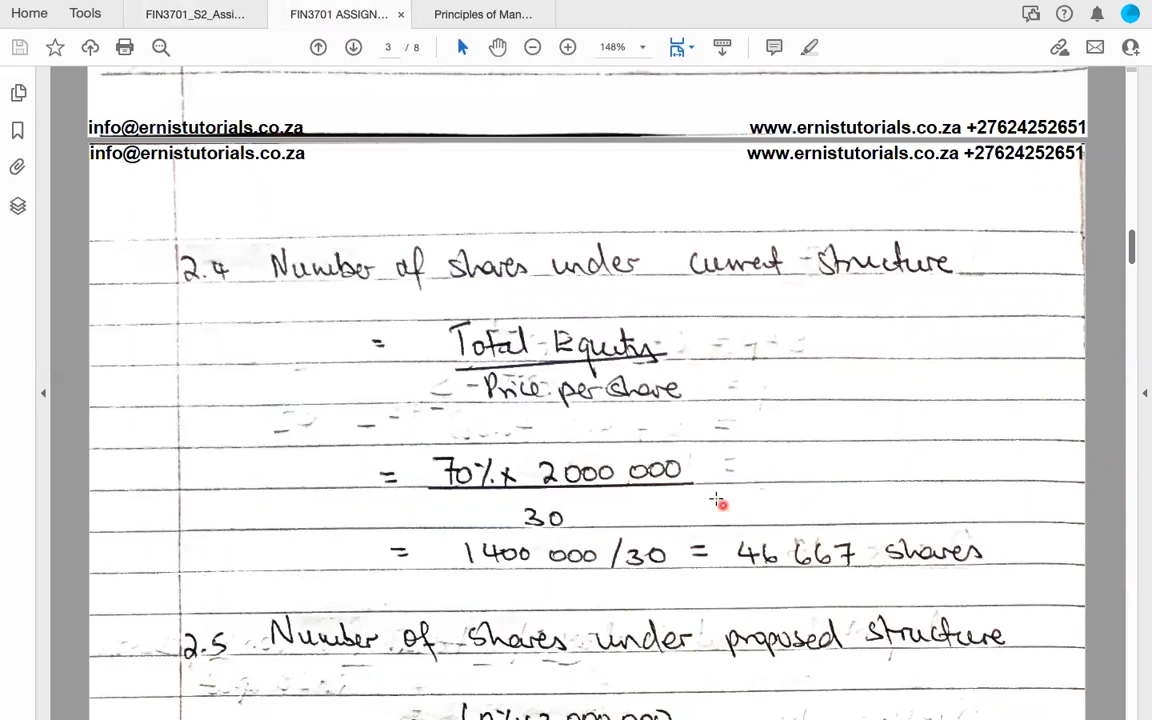 Home Tools FIN3701_S2_Assi... FIN3701 ASSIGN... × Principles of Man...
3 / 8 148%
info@ernistutorials.co.za www.ernistutorials.co.za +27624252651
info@ernistutorials.co.za www.ernistutorials.co.za +27624252651
2.4 Number of shares under current structure
= Total Equity
Price per share
= 70% x 2 000 000
30
= 1400 000 / 30 = 46 667 shares
2.5 Number of shares under proposed structure